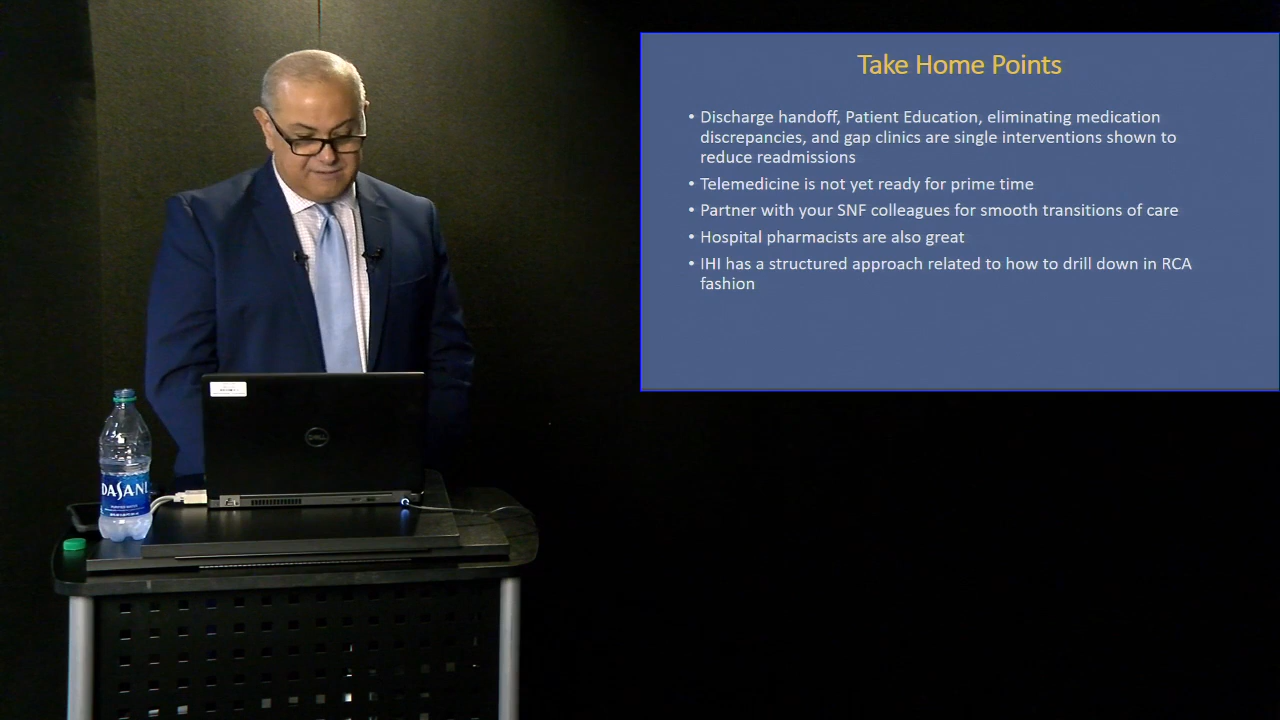 Take Home Points
• Discharge handoff, Patient Education, eliminating medication
discrepancies, and gap clinics are single interventions shown to
reduce readmissions
• Telemedicine is not yet ready for prime time
• Partner with your SNF colleagues for smooth transitions of care
• Hospital pharmacists are also great
• IHI has a structured approach related to how to drill down in RCA
fashion
DELL
DASANI